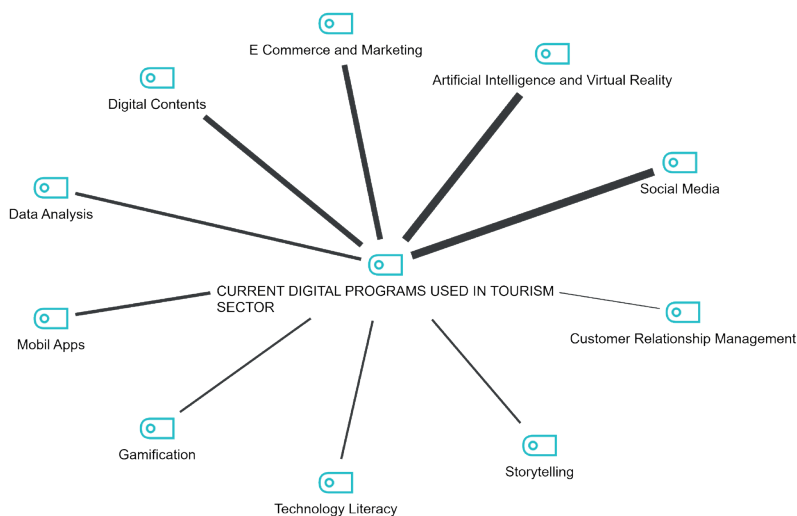 E Commerce and Marketing
Artificial Intelligence and Virtual Reality
Digital Contents
Social Media
Data Analysis
CURRENT DIGITAL PROGRAMS USED IN TOURISM
SECTOR
Mobil Apps
Customer Relationship Management
Gamification
Storytelling
Technology Literacy